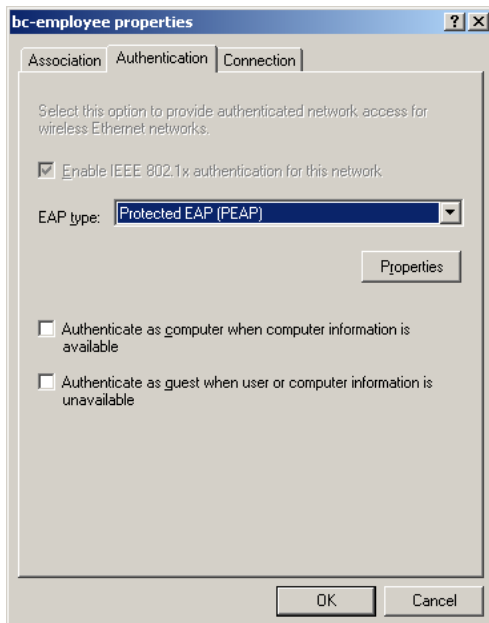 bc-employee properties
Association
Authentication
Connection
Select this option to provide authenticated network access for
wireless Ethernet networks.
Enable IEEE 802.1x authentication for this network
EAP type:
Protected EAP (PEAP)
Properties
Authenticate as computer when computer information is
available
Authenticate as guest when user or computer information is
unavailable
OK
Cancel